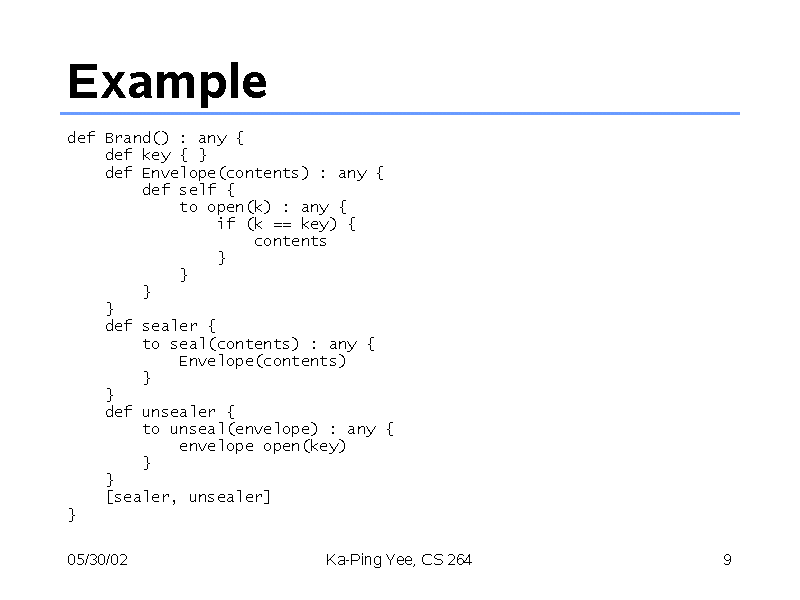 Example
def Brand() : any {
    def key { }
    def Envelope(contents) : any {
        def self {
            to open(k) : any {
                if (k == key) {
                    contents
                }
            }
        }
    }
    def sealer {
        to seal(contents) : any {
            Envelope(contents)
        }
    }
    def unsealer {
        to unseal(envelope) : any {
            envelope open(key)
        }
    }
    [sealer, unsealer]
}
05/30/02 Ka-Ping Yee, CS 264 9